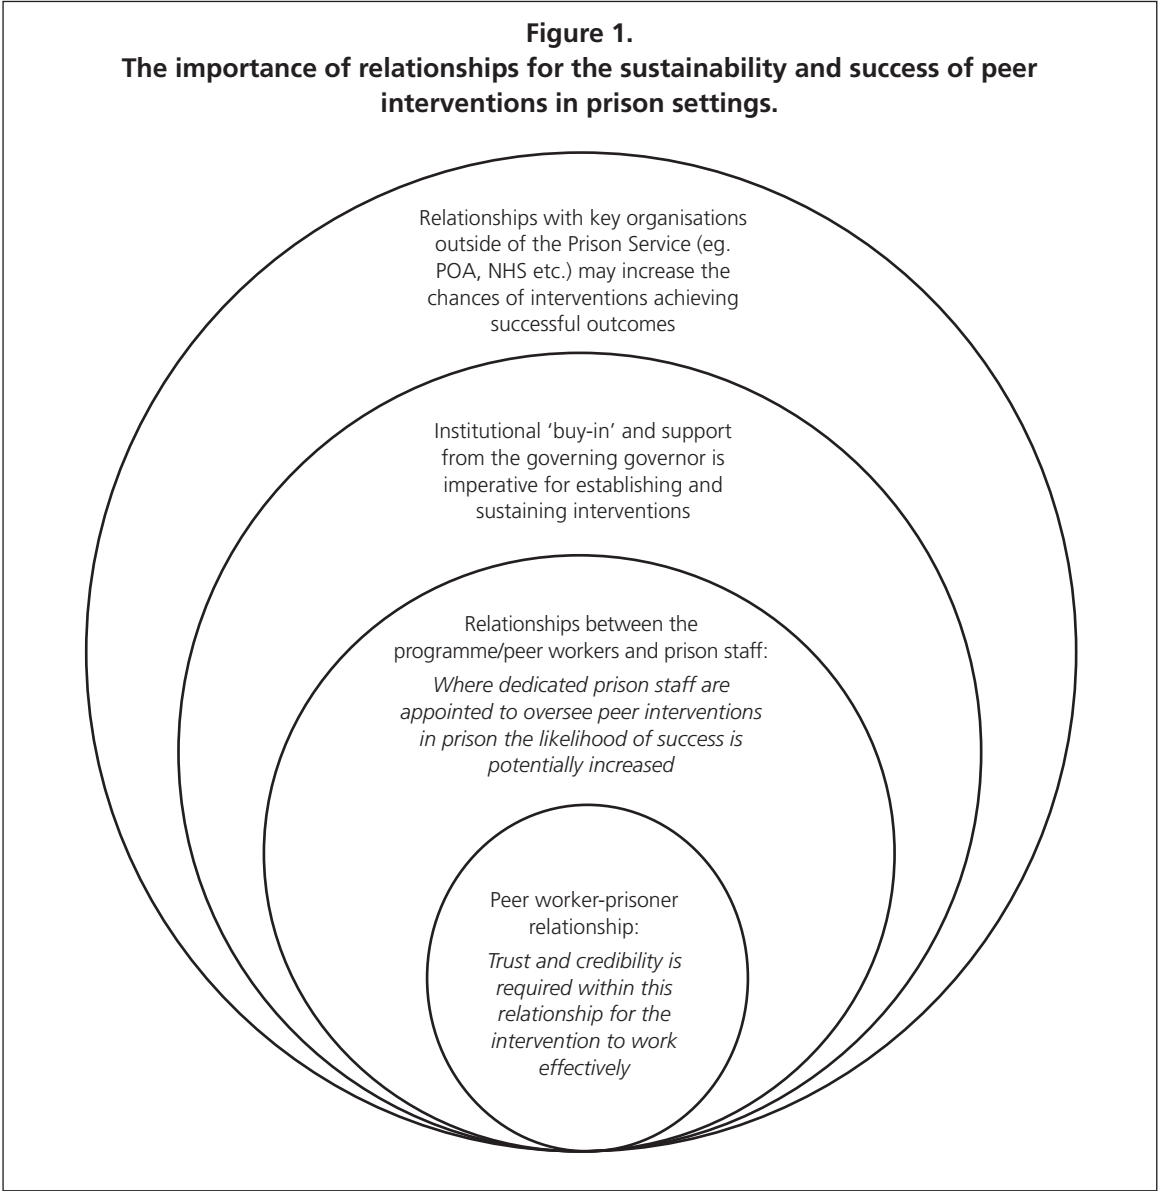 Figure 1.
The importance of relationships for the sustainability and success of peer
interventions in prison settings.
Relationships with key organisations
outside of the Prison Service (eg.
POA, NHS etc.) may increase the
chances of interventions achieving
successful outcomes
Institutional ‘buy-in’ and support
from the governing governor is
imperative for establishing and
sustaining interventions
Relationships between the
programme/peer workers and prison staff:
Where dedicated prison staff are
appointed to oversee peer interventions
in prison the likelihood of success is
potentially increased
Peer worker-prisoner
relationship:
Trust and credibility is
required within this
relationship for the
intervention to work
effectively